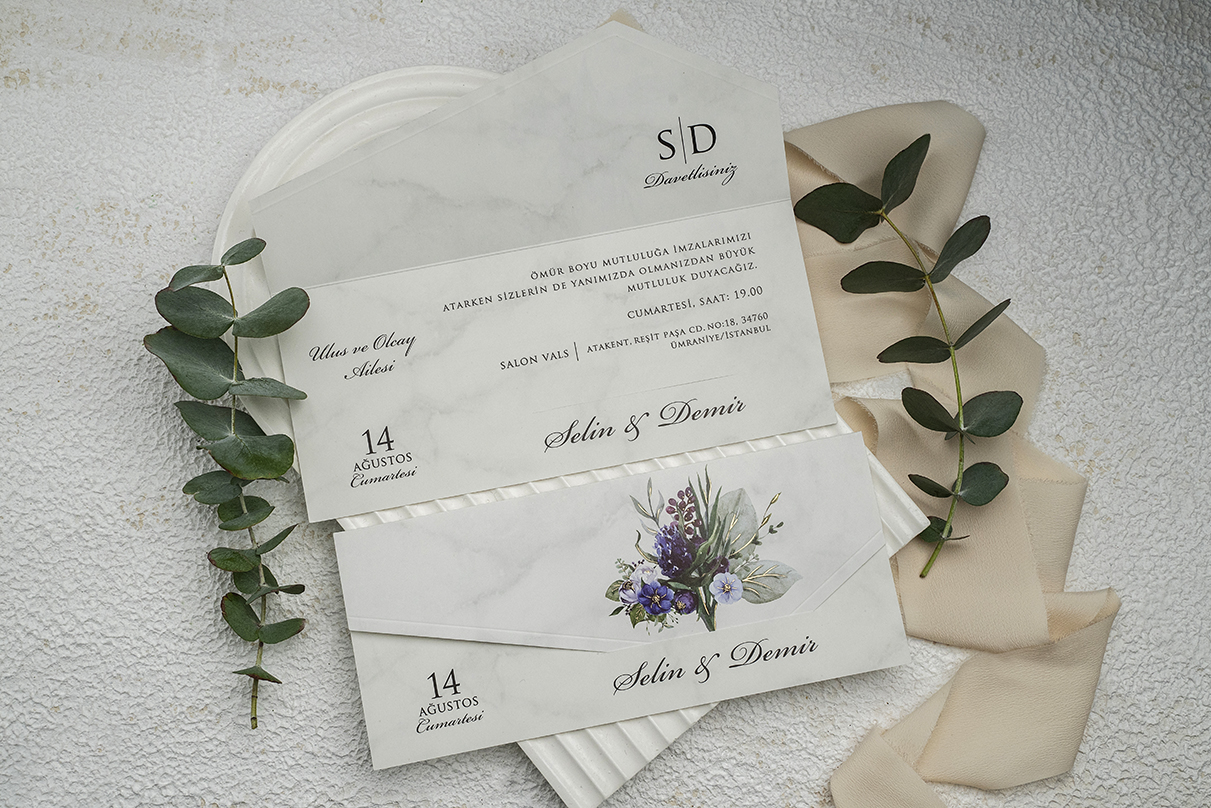 S|D
Davetlisiniz
ÖMÜR BOYU MUTLULUĞA İMZALARIMIZI
ATARKEN SİZLERİN DE YANIMIZDA OLMANIZDAN BÜYÜK
MUTLULUK DUYACAĞIZ.
CUMARTESİ, SAAT: 19.00
SALON VALS | ATAKENT, REŞİT PAŞA CD. NO:18, 34760
ÜMRANİYE/İSTANBUL
Ulus ve Olcay
Ailesi
14
AĞUSTOS
Cumartesi
Selin & Demir
14
AĞUSTOS
Cumartesi
Selin & Demir